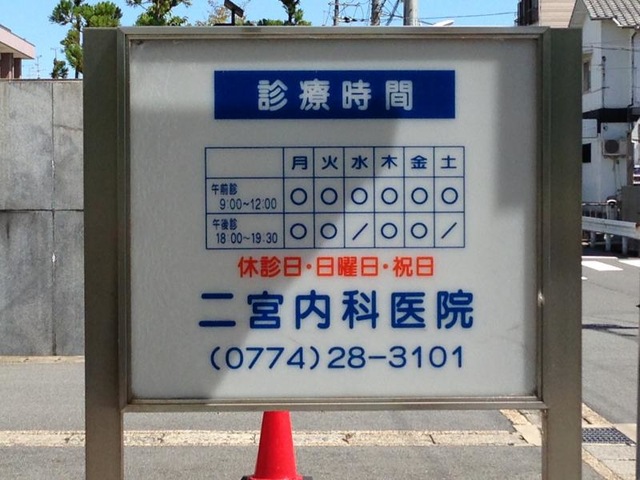 診療時間
月 火 水 木 金 土
午前診
9:00~12:00 ○ ○ ○ ○ ○ ○
午後診
18:00~19:30 ○ ○ / ○ ○ /
休診日・日曜日・祝日
二宮内科医院
(0774)28-3101